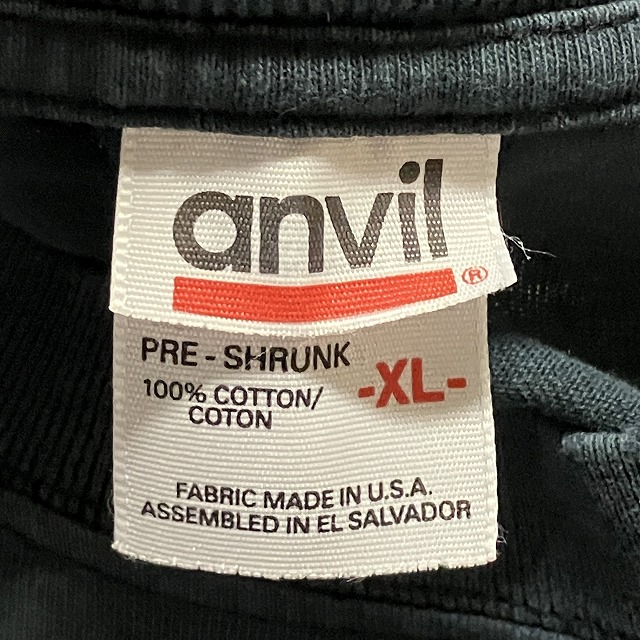 anvil
®
PRE - SHRUNK
100% COTTON/
COTON
-XL-
FABRIC MADE IN U.S.A.
ASSEMBLED IN EL SALVADOR